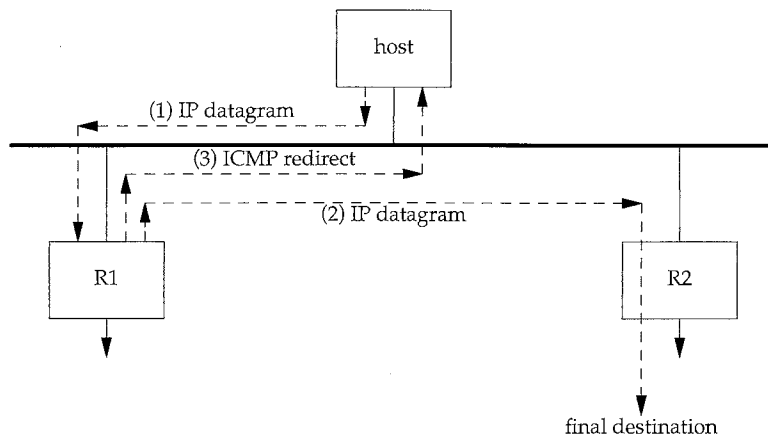 host
(1) IP datagram
(3) ICMP redirect
(2) IP datagram
R1
R2
final destination